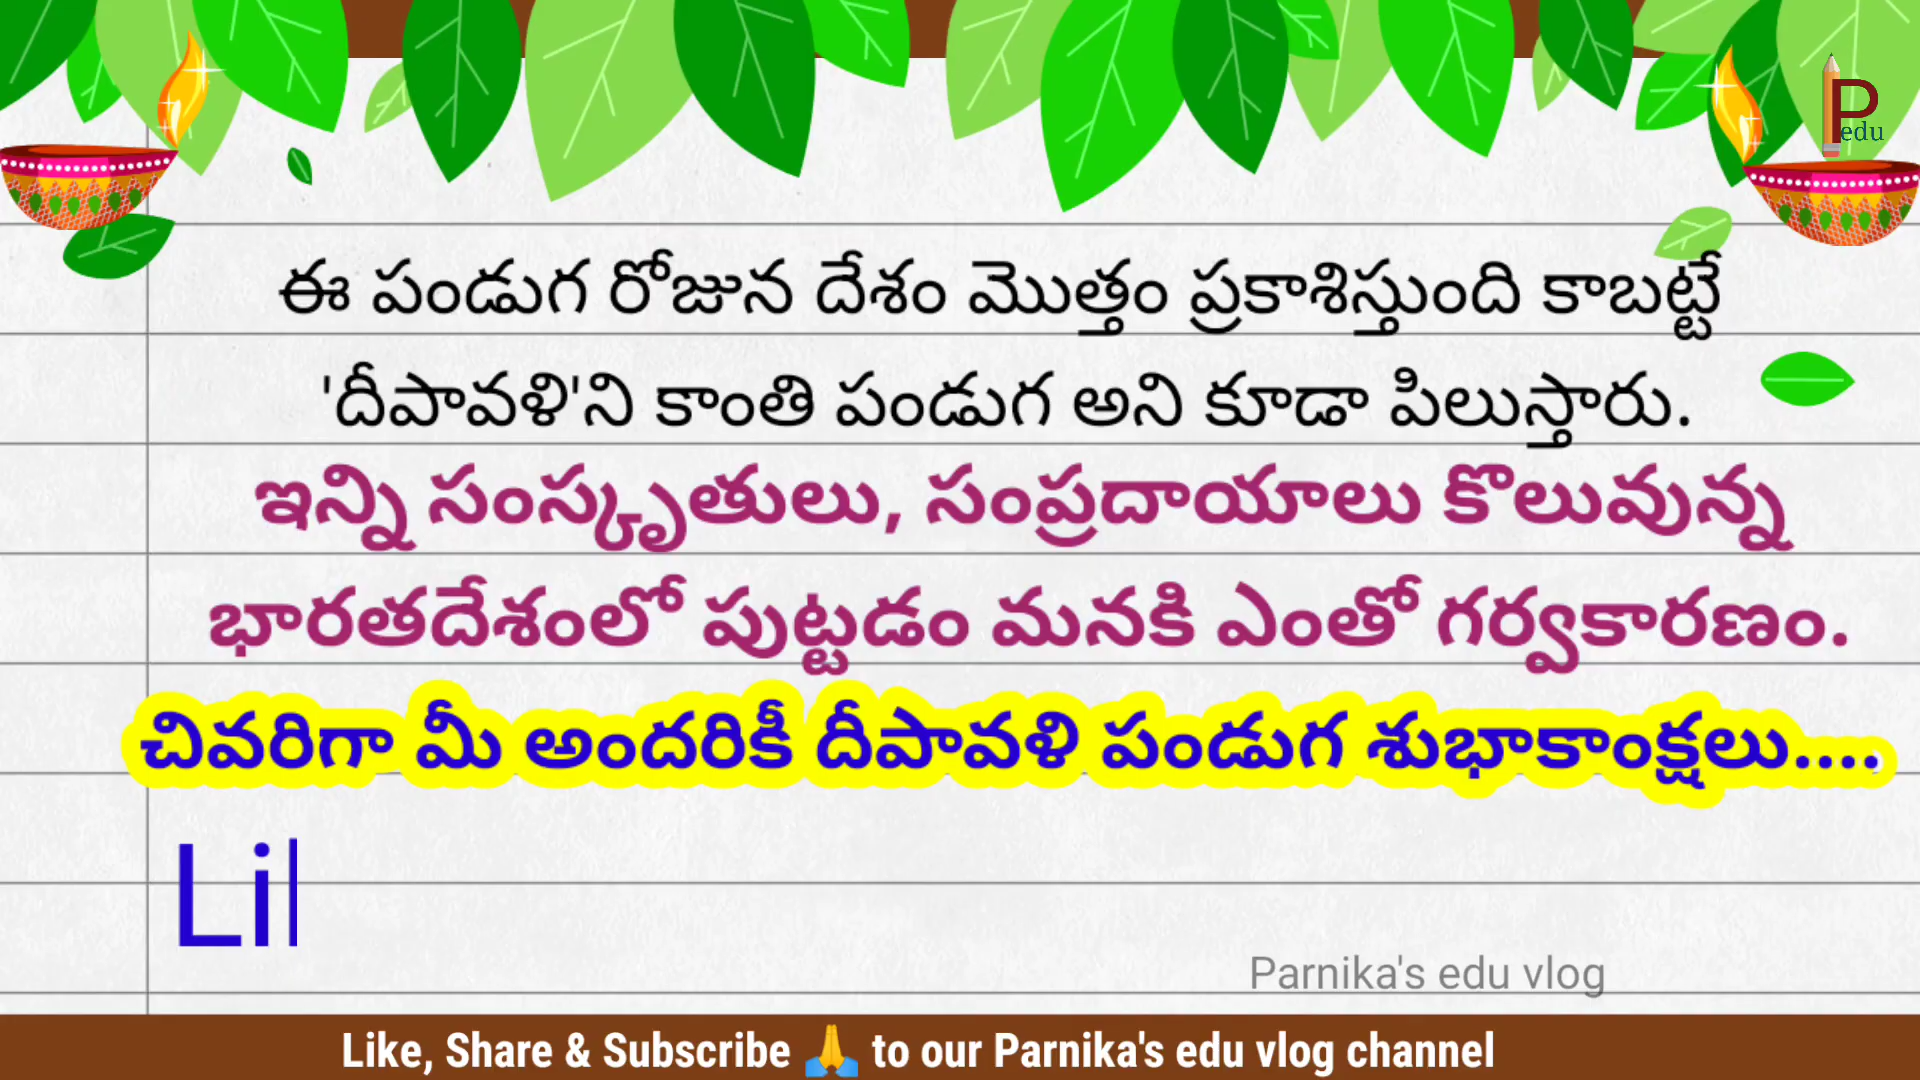 P
edu
ఈ పండుగ రోజున దేశం మొత్తం ప్రకాశిస్తుంది కాబట్టే
'దీపావళి'ని కాంతి పండుగ అని కూడా పిలుస్తారు.
ఇన్ని సంస్కృతులు, సంప్రదాయాలు కొలువున్న
భారతదేశంలో పుట్టడం మనకి ఎంతో గర్వకారణం.
చివరిగా మీ అందరికీ దీపావళి పండుగ శుభాకాంక్షలు....
Lil
Parnika's edu vlog
Like, Share & Subscribe 🙏 to our Parnika's edu vlog channel